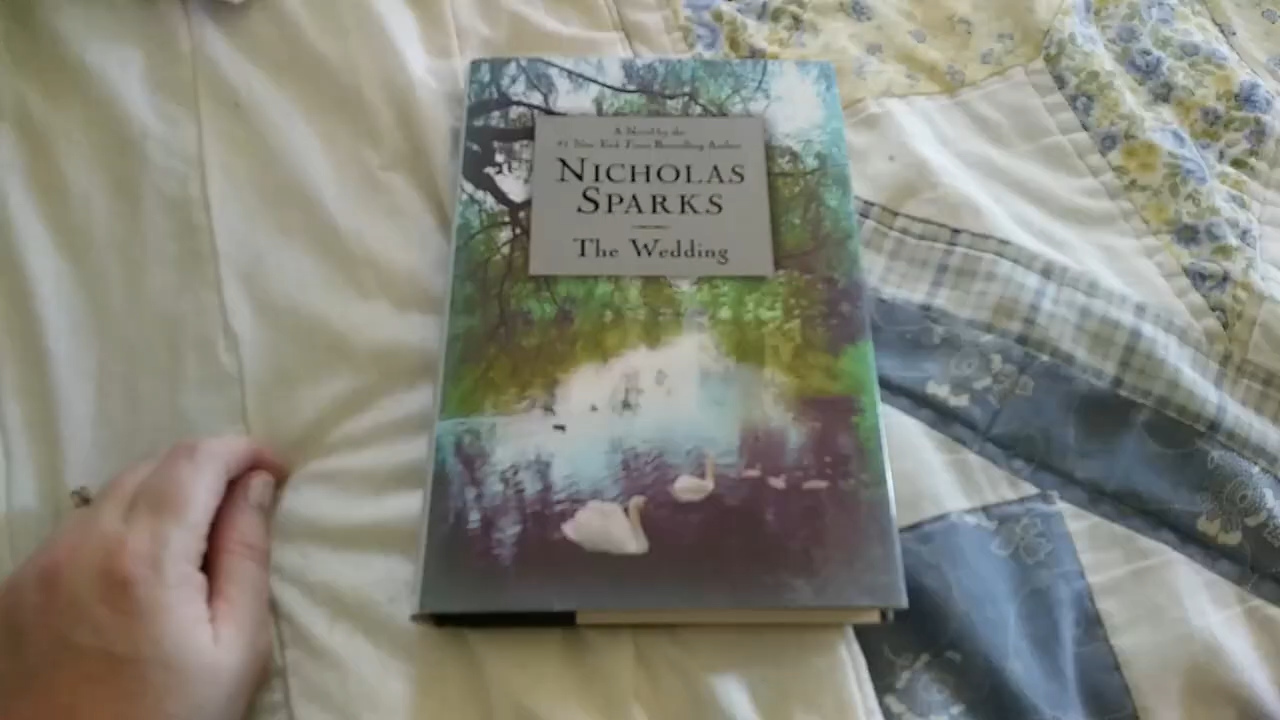 A Novel by the
#1 New York Times Bestselling Author
NICHOLAS
SPARKS
The Wedding